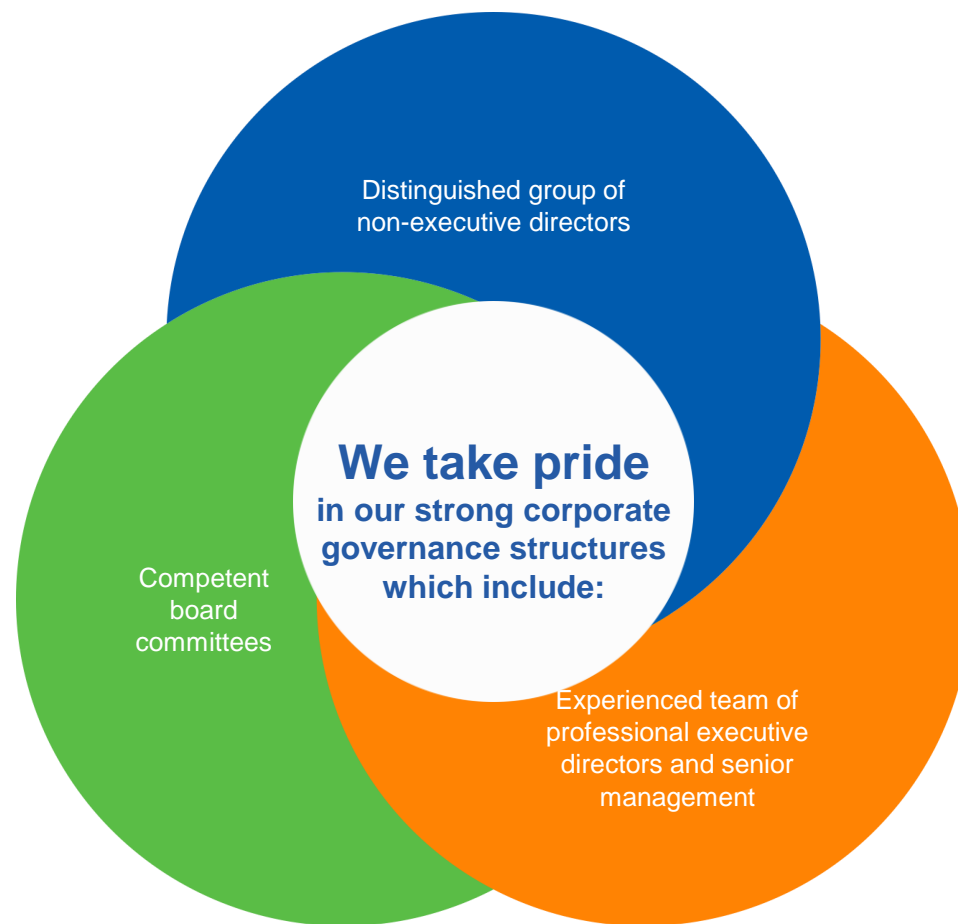 Distinguished group of
non-executive directors
We take pride
in our strong corporate
governance structures
which include:
Competent
board
committees
Experienced team of
professional executive
directors and senior
management